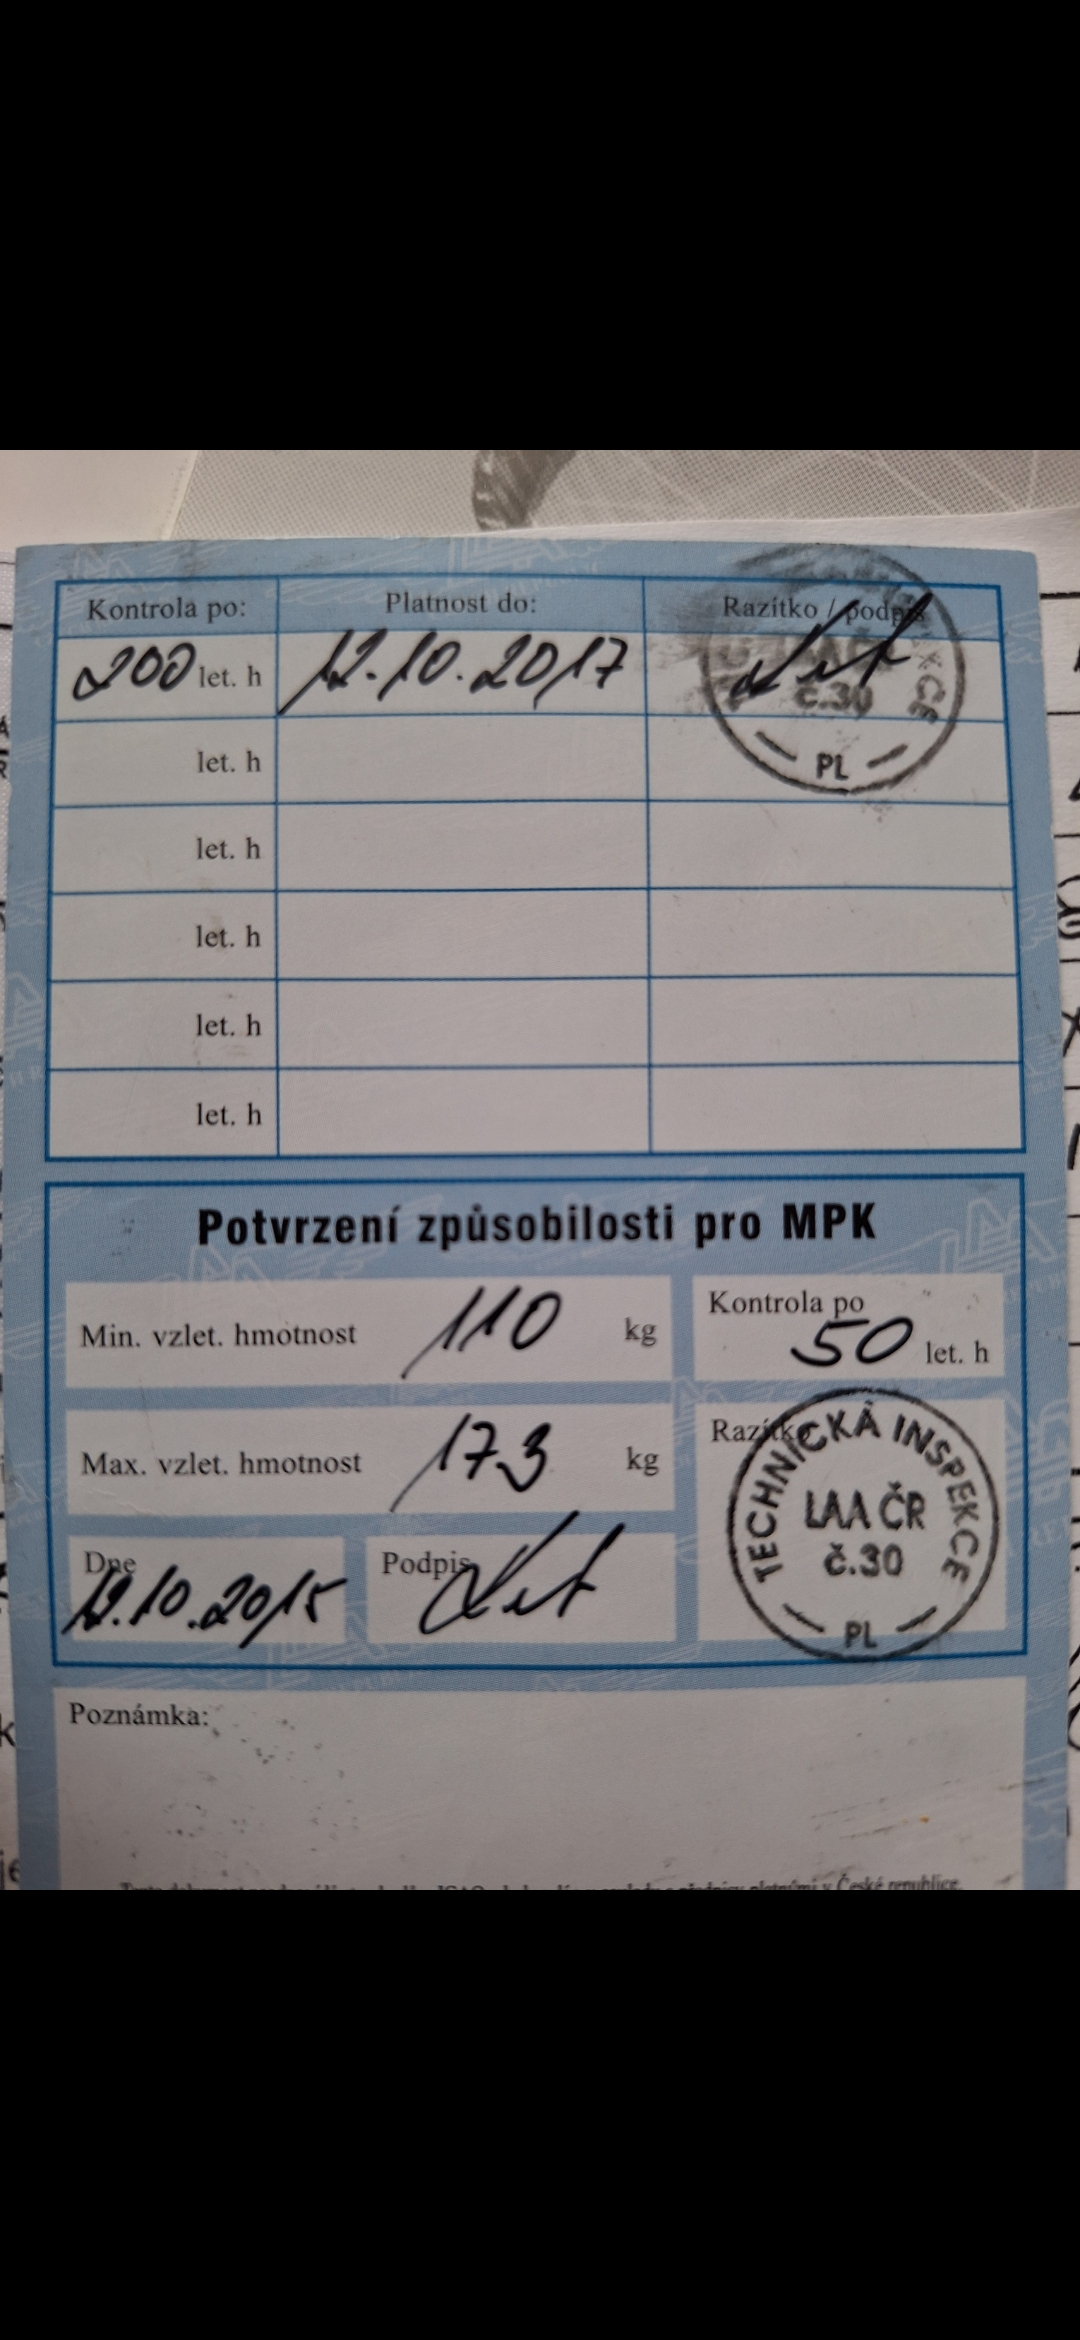 Kontrola po: Platnost do: Razítko / podpis
200 let. h 12.10.2017
č.30
PL
let. h
let. h
let. h
let. h
let. h
Potvrzení způsobilosti pro MPK
Min. vzlet. hmotnost 110 kg
Kontrola po
50 let. h
Max. vzlet. hmotnost 173 kg
Razítko
TECHNICKÁ INSPEKCE
LAA ČR
č.30
PL
Dne
12.10.2015
Podpis
Poznámka:
v České republice.